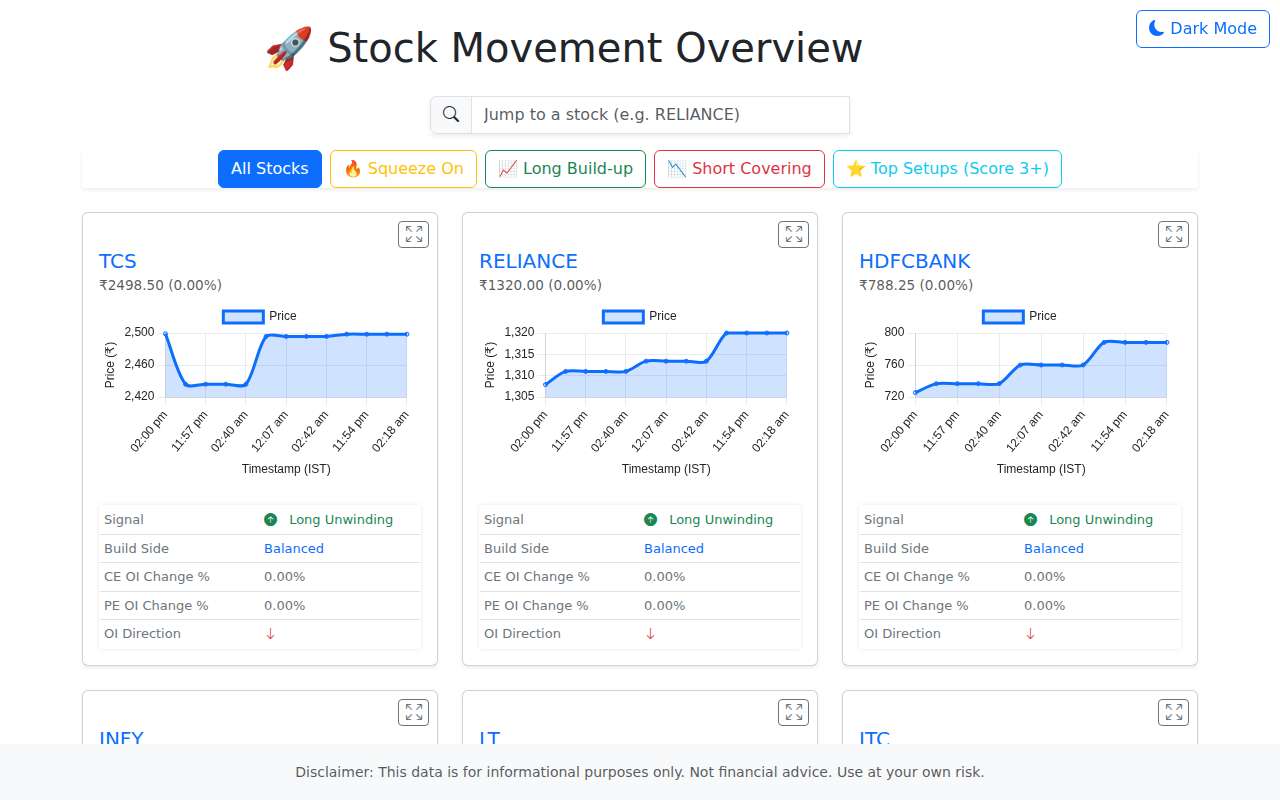 🚀 Stock Movement Overview
Dark Mode
Jump to a stock (e.g. RELIANCE)
All Stocks
🔥 Squeeze On
📈 Long Build-up
📉 Short Covering
⭐ Top Setups (Score 3+)
TCS
₹2498.50 (0.00%)
Price
Price (₹)
2,500
2,460
2,420
02:00 pm
11:57 pm
02:40 am
12:07 am
02:42 am
11:54 pm
02:18 am
Timestamp (IST)
Signal Long Unwinding
Build Side Balanced
CE OI Change % 0.00%
PE OI Change % 0.00%
OI Direction ↓
RELIANCE
₹1320.00 (0.00%)
Price
Price (₹)
1,320
1,315
1,310
1,305
02:00 pm
11:57 pm
02:40 am
12:07 am
02:42 am
11:54 pm
02:18 am
Timestamp (IST)
Signal Long Unwinding
Build Side Balanced
CE OI Change % 0.00%
PE OI Change % 0.00%
OI Direction ↓
HDFCBANK
₹788.25 (0.00%)
Price
Price (₹)
800
760
720
02:00 pm
11:57 pm
02:40 am
12:07 am
02:42 am
11:54 pm
02:18 am
Timestamp (IST)
Signal Long Unwinding
Build Side Balanced
CE OI Change % 0.00%
PE OI Change % 0.00%
OI Direction ↓
INFY
LT
ITC
Disclaimer: This data is for informational purposes only. Not financial advice. Use at your own risk.